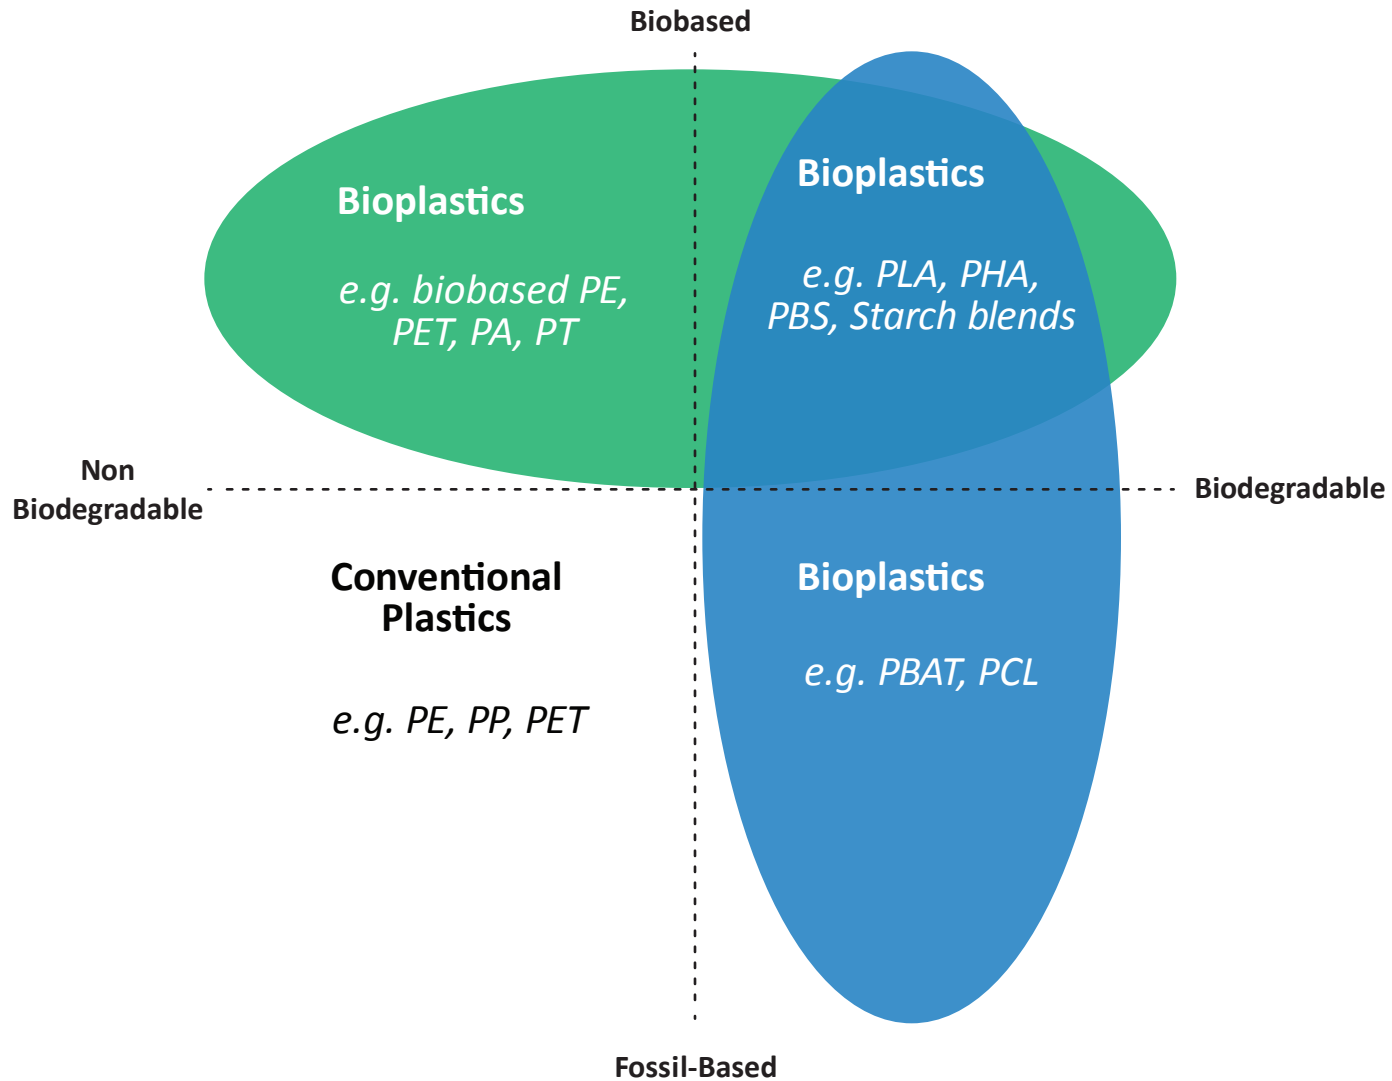 Biobased
Bioplastics
e.g. biobased PE,
PET, PA, PT
Bioplastics
e.g. PLA, PHA,
PBS, Starch blends
Non
Biodegradable
Biodegradable
Conventional
Plastics
e.g. PE, PP, PET
Bioplastics
e.g. PBAT, PCL
Fossil-Based